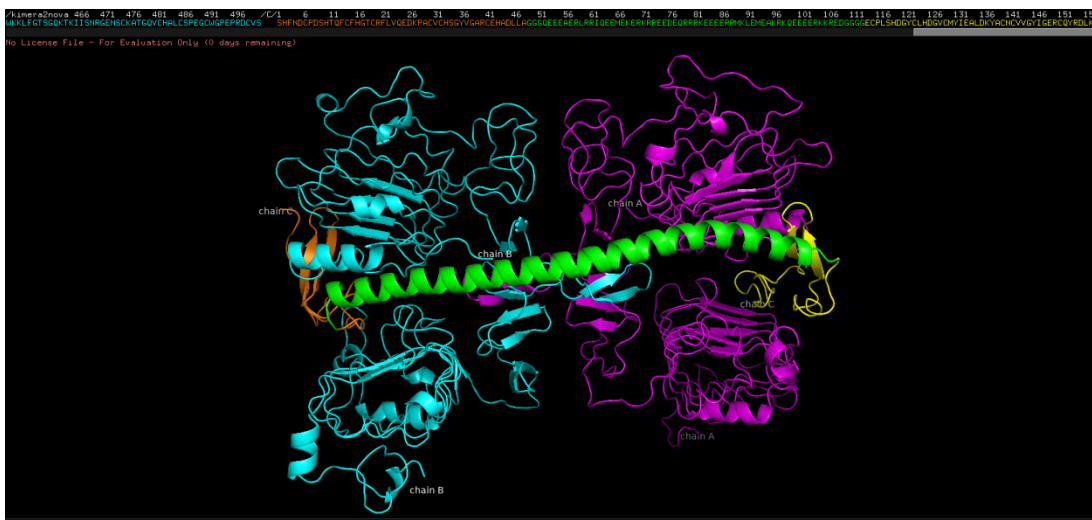 /kimera2nova 466 471 476 481 486 491 496 /C/1 6 11 16 21 26 31 36 41 46 51 56 61 66 71 76 81 86 91 96 101 106 111 116 121 126 131 136 141 146 151
WKKLFGTSGQKTKIISNRGENSCKATGQVCHALCSPEGCWGPEPRDCVS SHFNDCPDSHTQFCFHGTCRFLVQEDKPACVCHSGYVGARCEHADLLAGGGSQEEEAERLRRIQEEMEKERKRREEIDEQRRRKEEEERRMKLEMEAKRKQEEERKKREDGGGGECPLSHDGYCLHDGVCMYIEALDKYACNCVVGYIGERCQYRDLK
No License File - For Evaluation Only (0 days remaining)
chain A
chain C
chain B
chain C
chain A
chain B